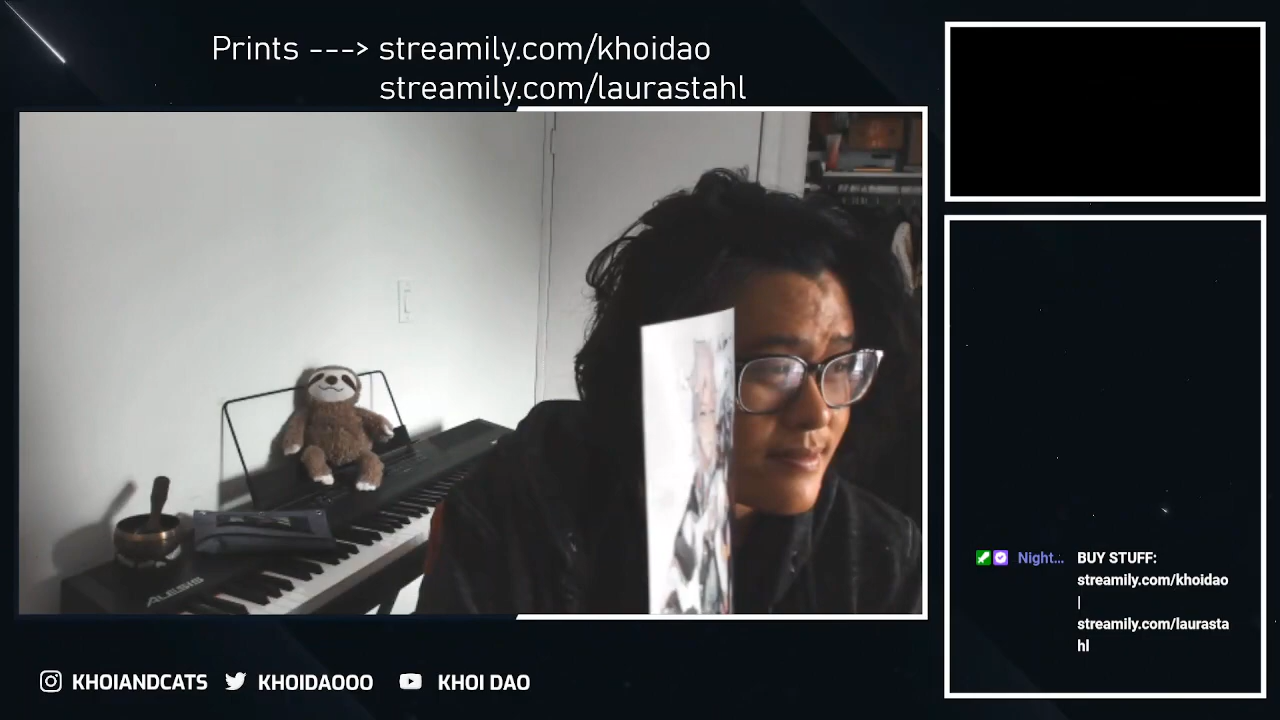 Prints ---> streamily.com/khoidao
streamily.com/laurastahl
ALESIS
Night... BUY STUFF:
streamily.com/khoidao
|
streamily.com/laurasta
hl
KHOIANDCATS KHOIDAOOO KHOI DAO